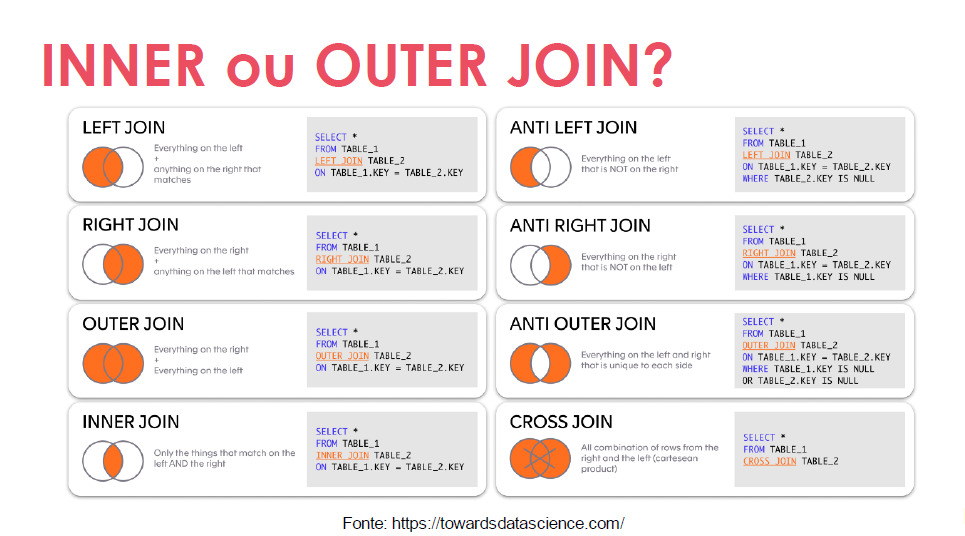 INNER ou OUTER JOIN?
LEFT JOIN
Everything on the left
+
anything on the right that
matches
SELECT *
FROM TABLE_1
LEFT JOIN TABLE_2
ON TABLE_1.KEY = TABLE_2.KEY
ANTI LEFT JOIN
Everything on the left
that is NOT on the right
SELECT *
FROM TABLE_1
LEFT JOIN TABLE_2
ON TABLE_1.KEY = TABLE_2.KEY
WHERE TABLE_2.KEY IS NULL
RIGHT JOIN
Everything on the right
+
anything on the left that matches
SELECT *
FROM TABLE_1
RIGHT JOIN TABLE_2
ON TABLE_1.KEY = TABLE_2.KEY
ANTI RIGHT JOIN
Everything on the right
that is NOT on the left
SELECT *
FROM TABLE_1
RIGHT JOIN TABLE_2
ON TABLE_1.KEY = TABLE_2.KEY
WHERE TABLE_1.KEY IS NULL
OUTER JOIN
Everything on the right
+
Everything on the left
SELECT *
FROM TABLE_1
OUTER JOIN TABLE_2
ON TABLE_1.KEY = TABLE_2.KEY
ANTI OUTER JOIN
Everything on the left and right
that is unique to each side
SELECT *
FROM TABLE_1
OUTER JOIN TABLE_2
ON TABLE_1.KEY = TABLE_2.KEY
WHERE TABLE_1.KEY IS NULL
OR TABLE_2.KEY IS NULL
INNER JOIN
Only the things that match on the
left AND the right
SELECT *
FROM TABLE_1
INNER JOIN TABLE_2
ON TABLE_1.KEY = TABLE_2.KEY
CROSS JOIN
All combination of rows from the
right and the left (cartesean
product)
SELECT *
FROM TABLE_1
CROSS JOIN TABLE_2
Fonte: https://towardsdatascience.com/